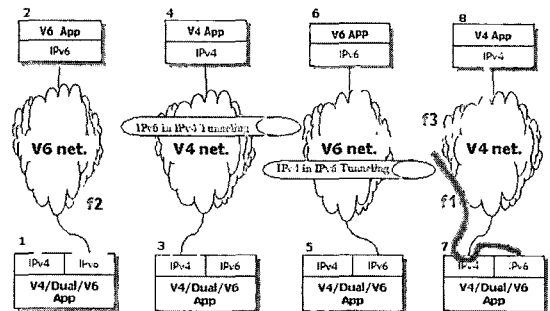 2
V6 App
IPv6
4
V4 App
IPv4
6
V6 APP
IPv6
8
V4 App
IPv4
IPv6 in IPv4 Tunneling
V6 net.
V4 net.
V6 net.
V4 net.
IPv4 in IPv6 Tunneling
f3
f2
f1
1
IPv4
IPv6
V4/Dual/V6
App
3
IPv4
IPv6
V4/Dual/V6
App
5
IPv4
IPv6
V4/Dual/V6
App
7
IPv4
IPv6
V4/Dual/V6
App